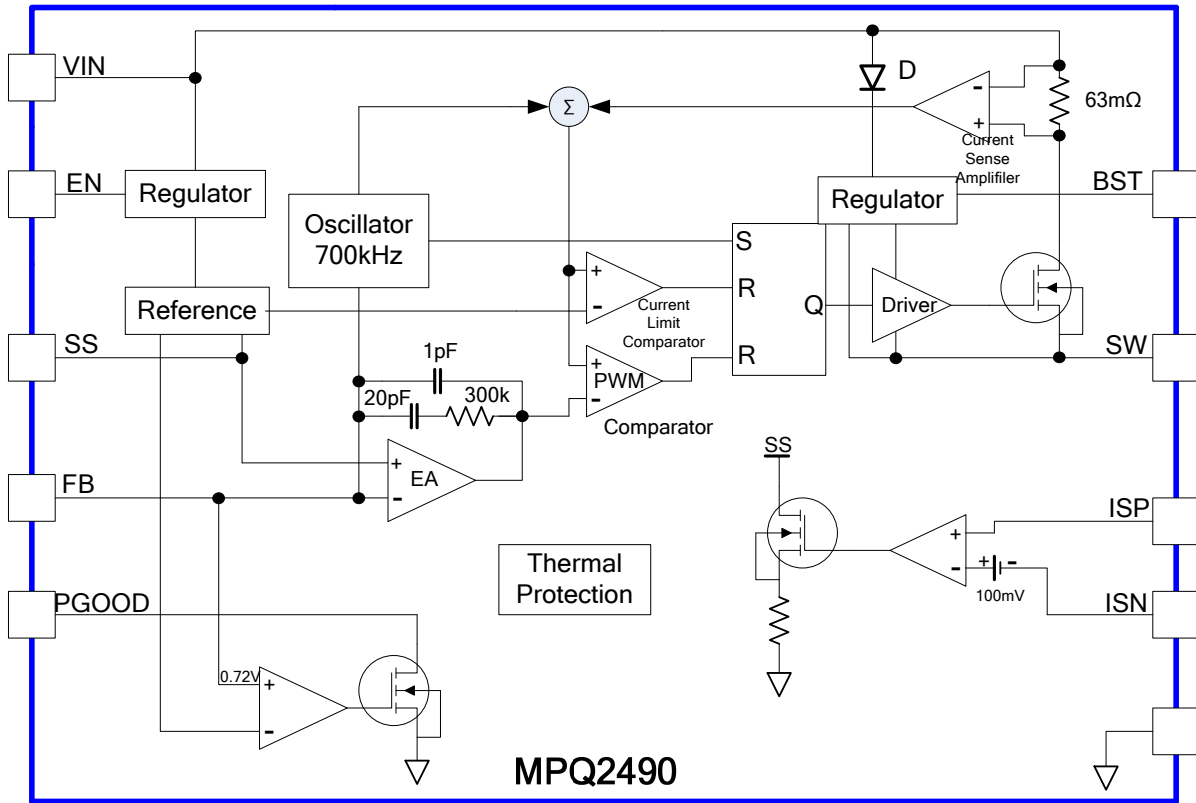 VIN
D
Σ
-
+
63mΩ
Current
Sense
Amplifiler
EN
Regulator
Regulator
BST
Oscillator
700kHz
S
+
-
R
Current
Limit
Comparator
Q
Driver
Reference
SS
SW
1pF
R
+
PWM
-
20pF
300k
Comparator
SS
+
EA
-
FB
ISP
+
-
+
-
100mV
Thermal
Protection
PGOOD
ISN
0.72V
+
-
MPQ2490